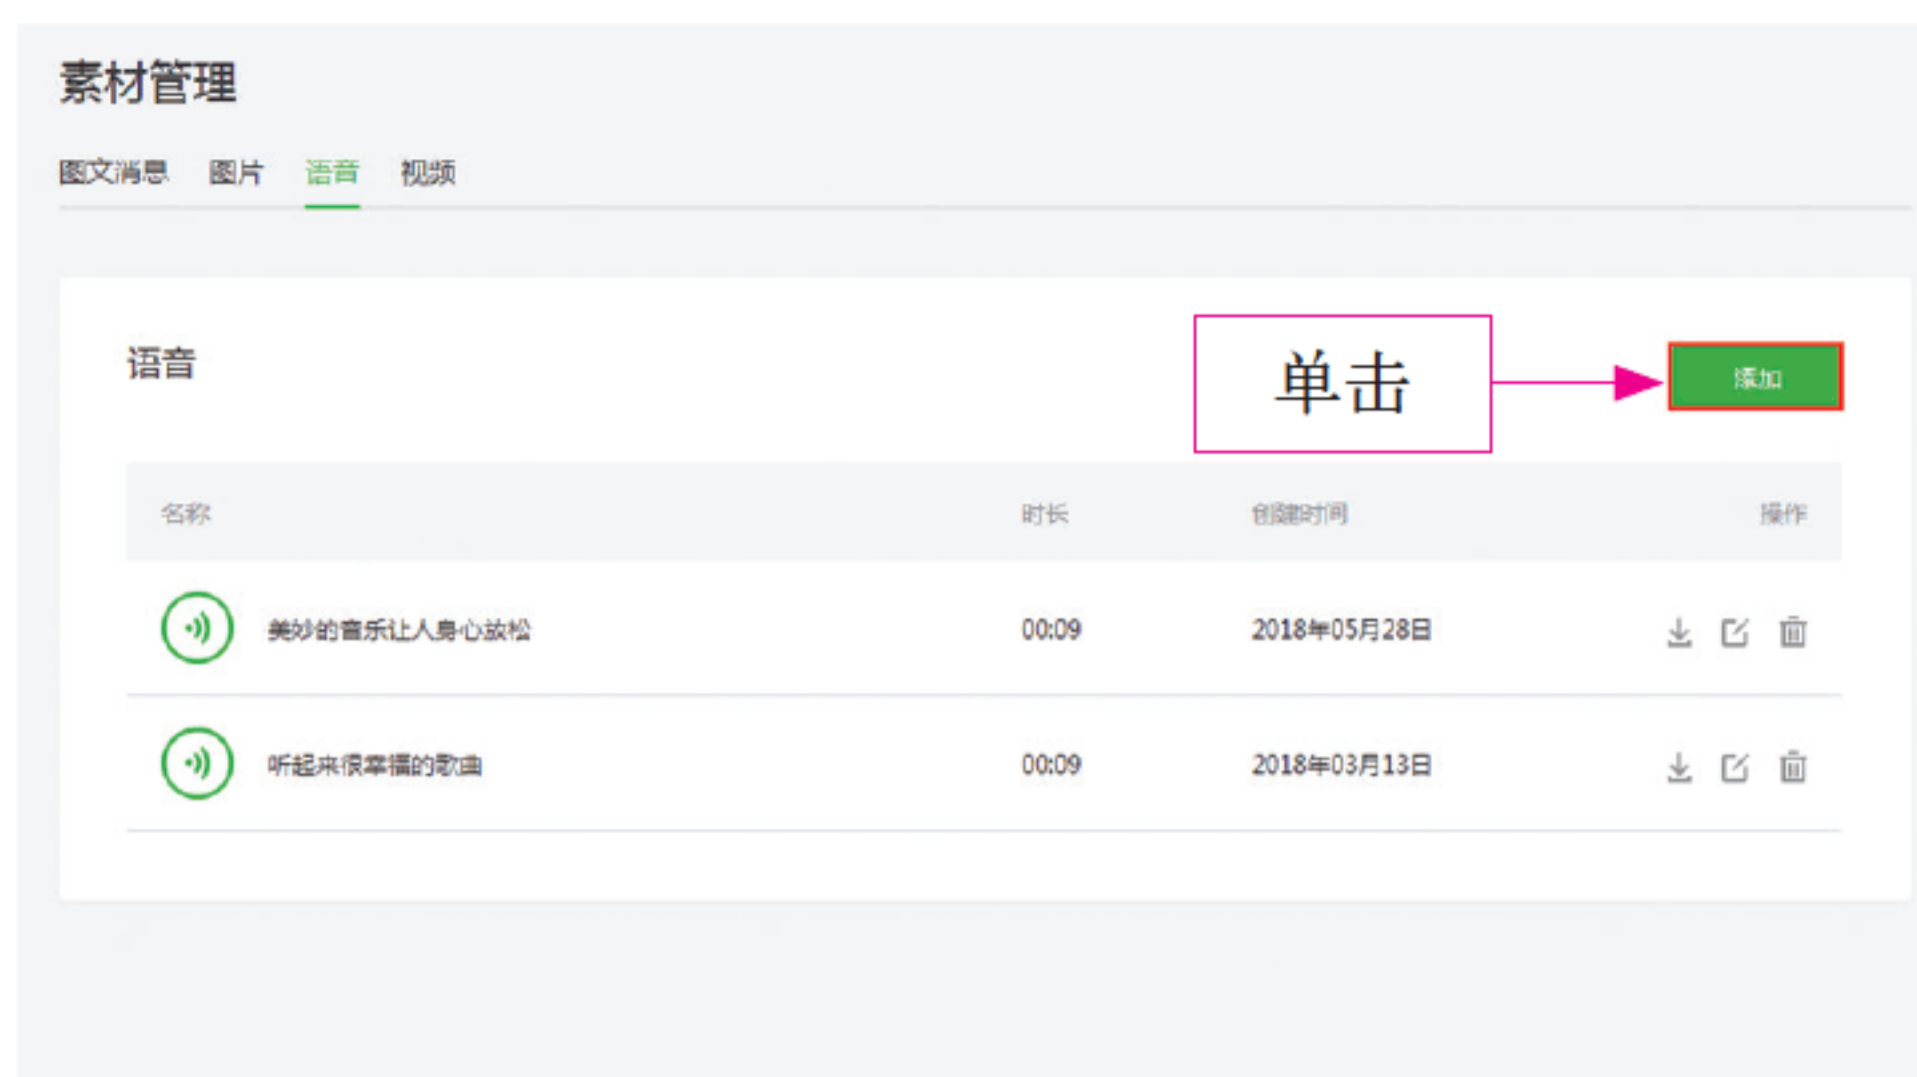 素材管理
图文消息 图片 语音 视频
语音 单击 添加
名称 时长 创建时间 操作
美妙的音乐让人身心放松 00:09 2018年05月28日
听起来很幸福的歌曲 00:09 2018年03月13日